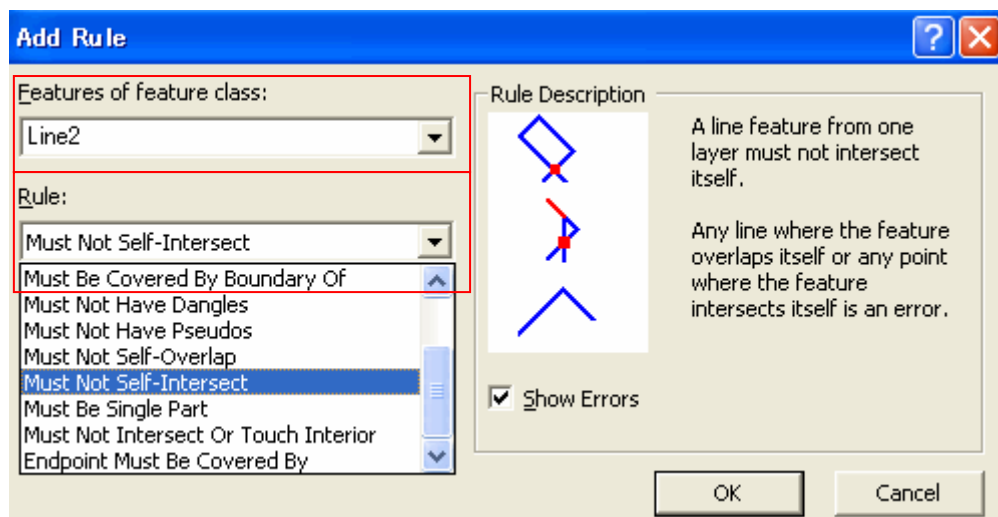 Add Rule
Features of feature class:
Line2
Rule:
Must Not Self-Intersect
Must Be Covered By Boundary Of
Must Not Have Dangles
Must Not Have Pseudos
Must Not Self-Overlap
Must Not Self-Intersect
Must Be Single Part
Must Not Intersect Or Touch Interior
Endpoint Must Be Covered By
Rule Description
A line feature from one
layer must not intersect
itself.
Any line where the feature
overlaps itself or any point
where the feature
intersects itself is an error.
Show Errors
OK
Cancel